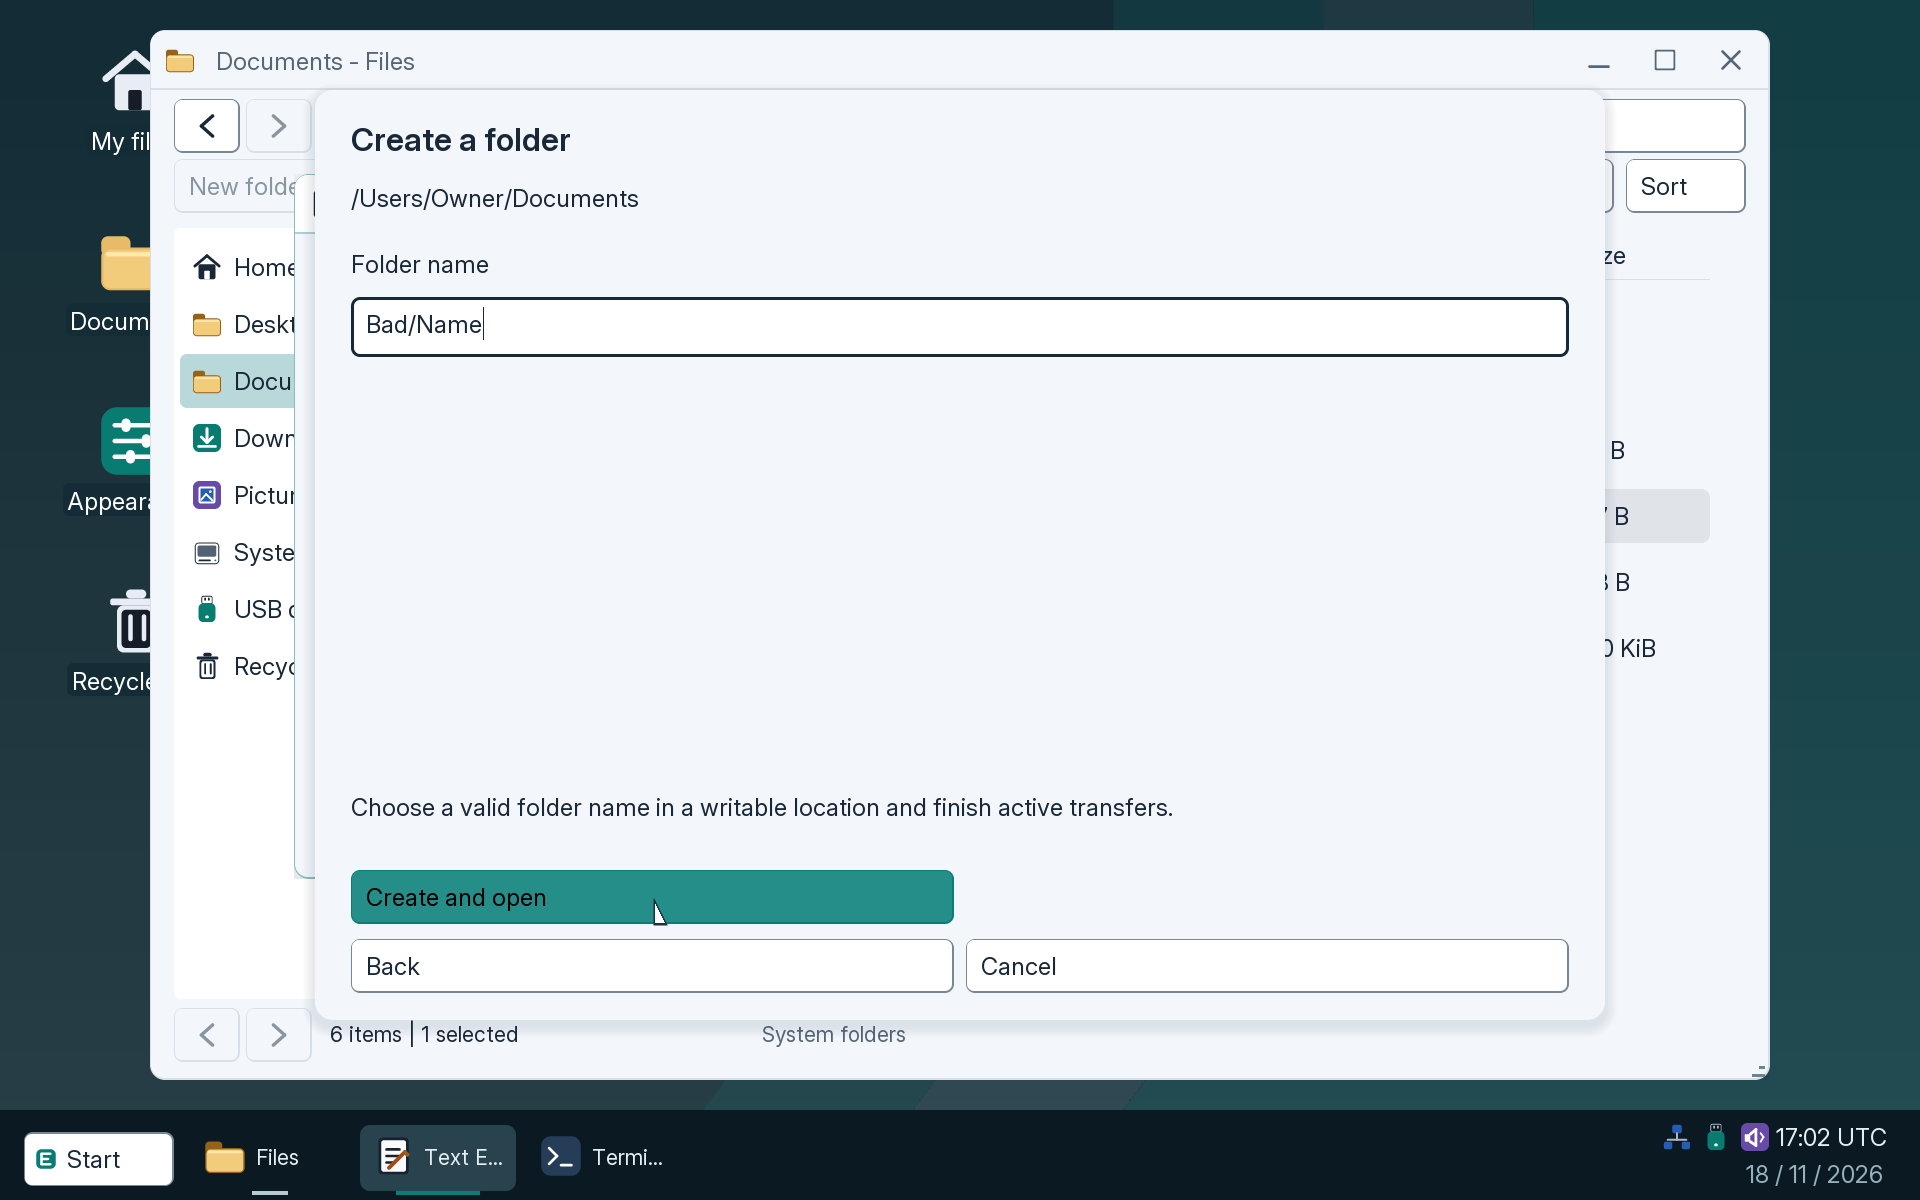 My fil
Docum
Appeara
Recycle
Documents - Files
New folde
Sort
Home
Deskt
Docu
Down
Pictur
Syste
USB
Recyc
ze
B
B
B
0 KiB
Create a folder
/Users/Owner/Documents
Folder name
Bad/Name
Choose a valid folder name in a writable location and finish active transfers.
Create and open
Back
Cancel
6 items | 1 selected
System folders
Start
Files
Text E...
Termi...
17:02 UTC
18 / 11 / 2026